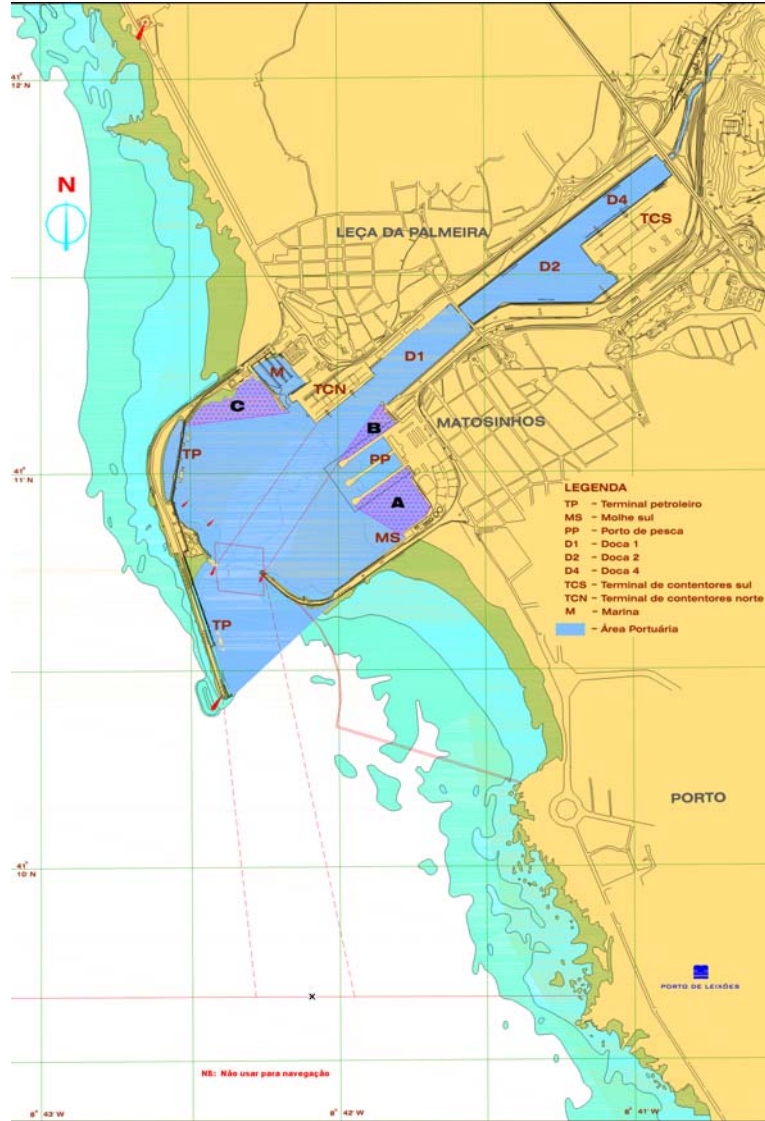 41° 12' N
N
LEÇA DA PALMEIRA
D4
TCS
D2
D1
M
TCN
C
B
MATOSINHOS
TP
PP
41° 11' N
A
MS
LEGENDA
TP – Terminal petroleiro
MS – Molhe sul
PP – Porto de pesca
D1 – Doca 1
D2 – Doca 2
D4 – Doca 4
TCS – Terminal de contentores sul
TCN – Terminal de contentores norte
M – Marina
– Área Portuária
TP
PORTO
41° 10' N
PORTO DE LEIXÕES
x
NB: Não usar para navegação
8° 43' W
8° 42' W
8° 41' W